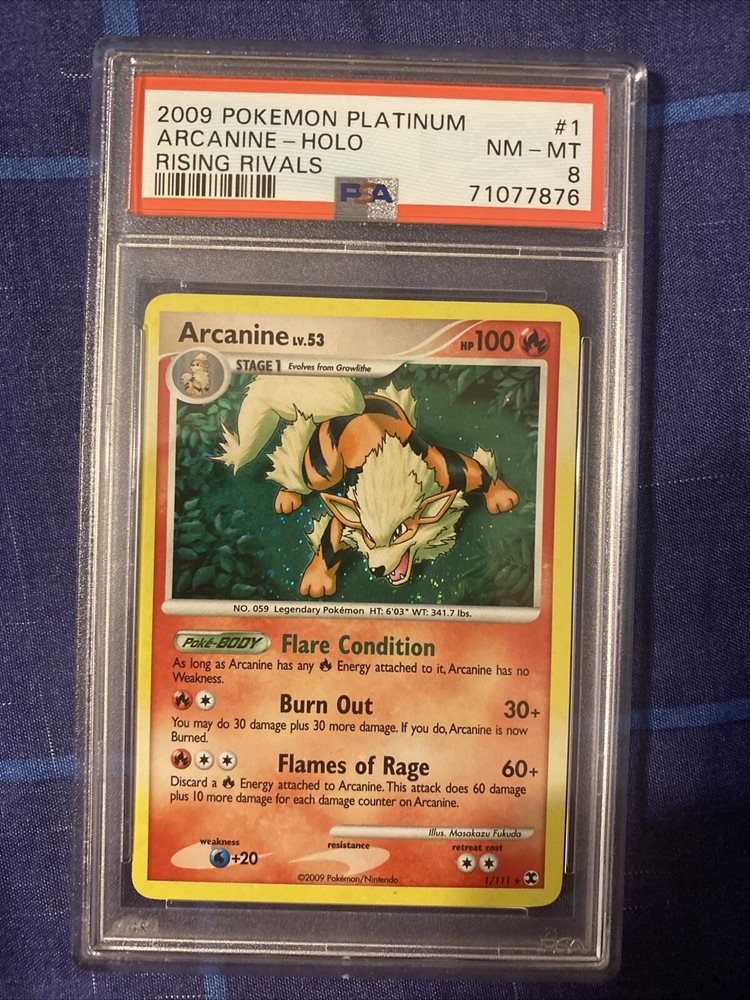 2009 POKEMON PLATINUM #1
ARCANINE - HOLO NM - MT
RISING RIVALS 8
PSA 71077876
Arcanine LV.53 HP 100
STAGE 1 Evolves from Growlithe
NO. 059 Legendary Pokémon HT: 6'03" WT: 341.7 lbs.
Poké-BODY Flare Condition
As long as Arcanine has any Energy attached to it, Arcanine has no
Weakness.
Burn Out 30+
You may do 30 damage plus 30 more damage. If you do, Arcanine is now
Burned.
Flames of Rage 60+
Discard a Energy attached to Arcanine. This attack does 60 damage
plus 10 more damage for each damage counter on Arcanine.
Illus. Masakazu Fukuda
weakness resistance retreat cost
+20
©2009 Pokémon/Nintendo 1/111
PSA